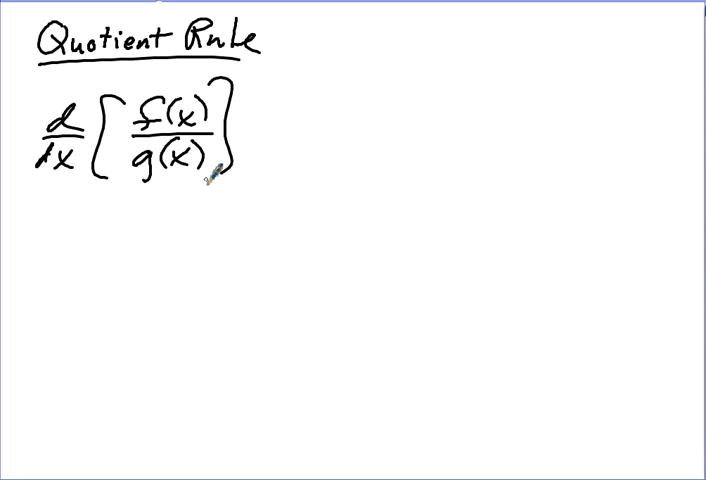 Quotient Rule
d/dx [ f(x)/g(x) ]